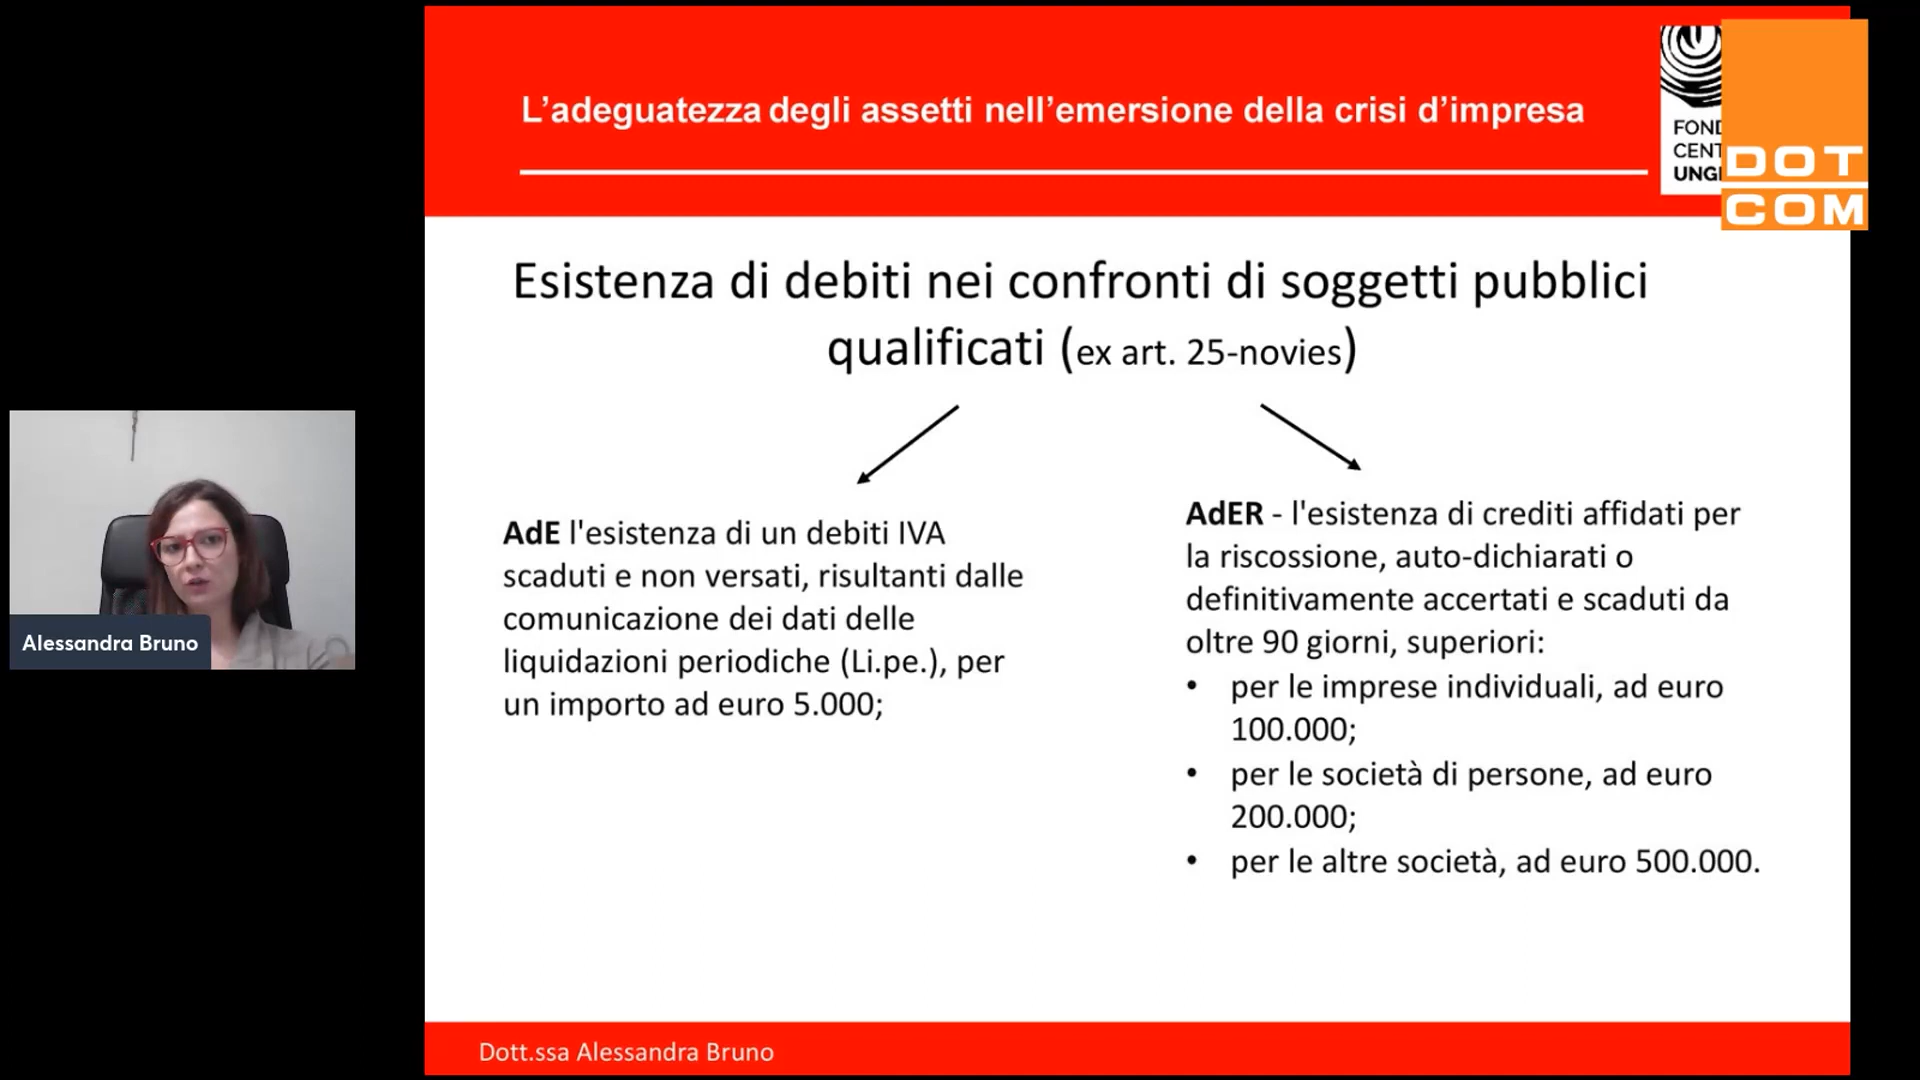 L’adeguatezza degli assetti nell’emersione della crisi d’impresa
FOND
CENT
UNG
DOT
COM
Esistenza di debiti nei confronti di soggetti pubblici
qualificati (ex art. 25-novies)
AdE l'esistenza di un debiti IVA
scaduti e non versati, risultanti dalle
comunicazione dei dati delle
liquidazioni periodiche (Li.pe.), per
un importo ad euro 5.000;
AdER - l'esistenza di crediti affidati per
la riscossione, auto-dichiarati o
definitivamente accertati e scaduti da
oltre 90 giorni, superiori:
• per le imprese individuali, ad euro
100.000;
• per le società di persone, ad euro
200.000;
• per le altre società, ad euro 500.000.
Alessandra Bruno
Dott.ssa Alessandra Bruno